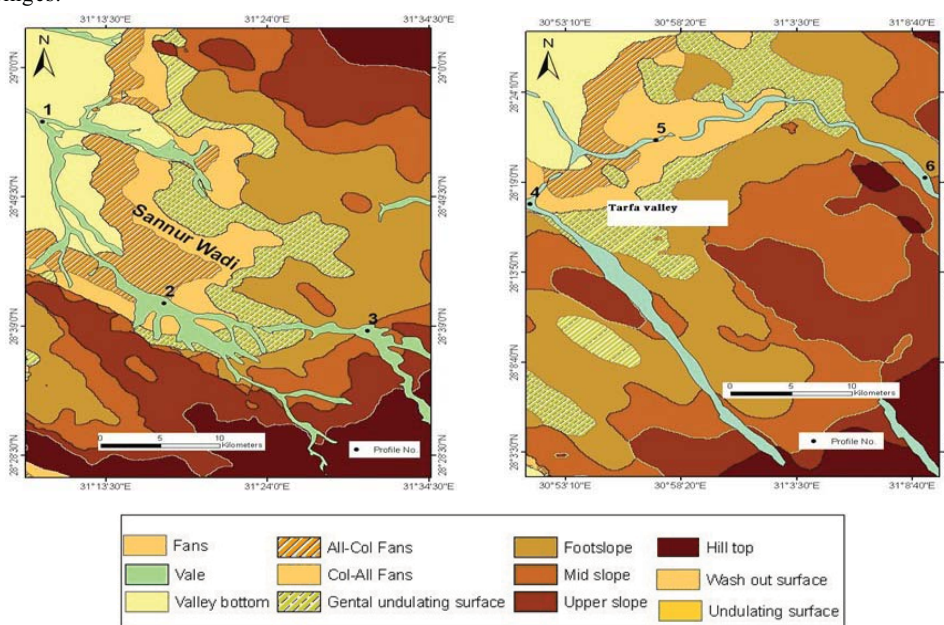 nges.
31°13'30"E 31°24'0"E 31°34'30"E
N
29°0'0"N
28°49'30"N
28°39'0"N
28°28'30"N
1
Sannur Wadi
2
3
0 5 10
Kilometers
Profile No.
31°13'30"E 31°24'0"E 31°34'30"E
30°53'10"E 30°58'20"E 31°3'30"E 31°8'40"E
N
28°24'10"N
28°19'0"N
28°13'50"N
28°8'40"N
28°3'30"N
5
6
4
Tarfa valley
0 5 10
Kilometers
Profile No.
30°53'10"E 30°58'20"E 31°3'30"E 31°8'40"E
Fans
Vale
Valley bottom
All-Col Fans
Col-All Fans
Gental undulating surface
Footslope
Mid slope
Upper slope
Hill top
Wash out surface
Undulating surface